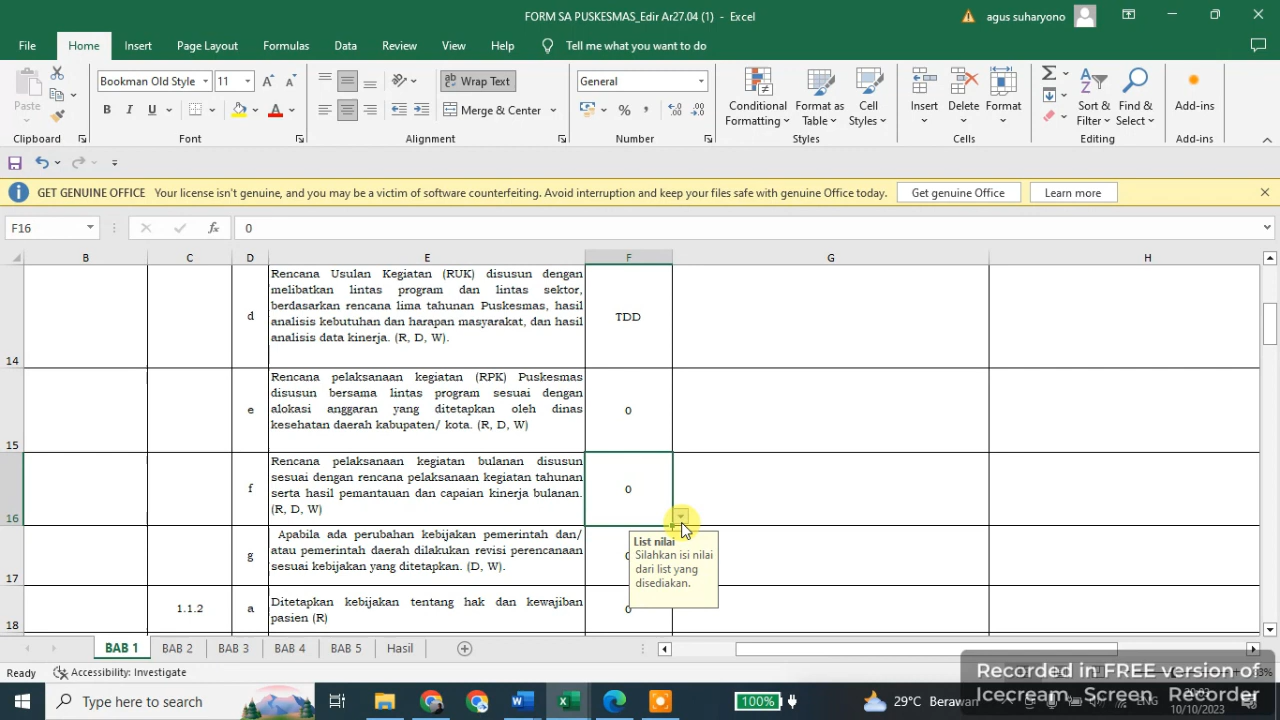 FORM SA PUSKESMAS_Edir Ar27.04 (1) - Excel
agus suharyono
File Home Insert Page Layout Formulas Data Review View Help Tell me what you want to do
Paste
Bookman Old Style 11
B I U
Wrap Text
Merge & Center
General
Conditional Formatting
Format as Table
Cell Styles
Insert
Delete
Format
Sort & Filter
Find & Select
Add-ins
Clipboard Font Alignment Number Styles Cells Editing Add-ins
GET GENUINE OFFICE Your license isn't genuine, and you may be a victim of software counterfeiting. Avoid interruption and keep your files safe with genuine Office today. Get genuine Office Learn more
F16 fx 0
B C D E F G H
Rencana Usulan Kegiatan (RUK) disusun dengan
melibatkan lintas program dan lintas sektor,
berdasarkan rencana lima tahunan Puskesmas, hasil
analisis kebutuhan dan harapan masyarakat, dan hasil
analisis data kinerja. (R, D, W).
d
TDD
14
Rencana pelaksanaan kegiatan (RPK) Puskesmas
disusun bersama lintas program sesuai dengan
alokasi anggaran yang ditetapkan oleh dinas
kesehatan daerah kabupaten/ kota. (R, D, W)
e
0
15
Rencana pelaksanaan kegiatan bulanan disusun
sesuai dengan rencana pelaksanaan kegiatan tahunan
serta hasil pemantauan dan capaian kinerja bulanan.
(R, D, W)
f
0
16
Apabila ada perubahan kebijakan pemerintah dan/
atau pemerintah daerah dilakukan revisi perencanaan
sesuai kebijakan yang ditetapkan. (D, W).
g
17
List nilai
Silahkan isi nilai
dari list yang
disediakan.
1.1.2 a Ditetapkan kebijakan tentang hak dan kewajiban
pasien (R)
0
18
BAB 1 BAB 2 BAB 3 BAB 4 BAB 5 Hasil
Ready Accessibility: Investigate
Recorded in FREE version of
Icecream Screen Recorder
Type here to search
100%
29°C Berawan
ENG
10/10/2023